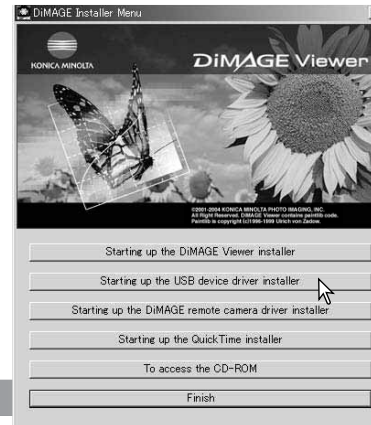 DiMAGE Installer Menu
KONICA MINOLTA
DiMAGE Viewer
©2001-2004 KONICA MINOLTA PHOTO IMAGING, INC.
All Right Reserved. DiMAGE Viewer contains paintlib code.
Paintlib is copyright (c)1996-1999 Ulrich von Zadow.
Starting up the DiMAGE Viewer installer
Starting up the USB device driver installer
Starting up the DiMAGE remote camera driver installer
Starting up the QuickTime installer
To access the CD-ROM
Finish